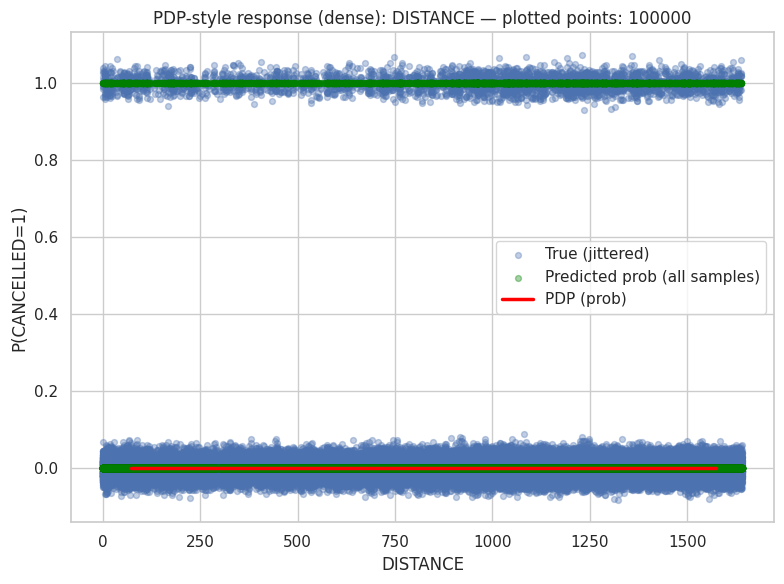 PDP-style response (dense): DISTANCE — plotted points: 100000
P(CANCELLED=1)
1.0
0.8
0.6
0.4
0.2
0.0
True (jittered)
Predicted prob (all samples)
PDP (prob)
0 250 500 750 1000 1250 1500
DISTANCE